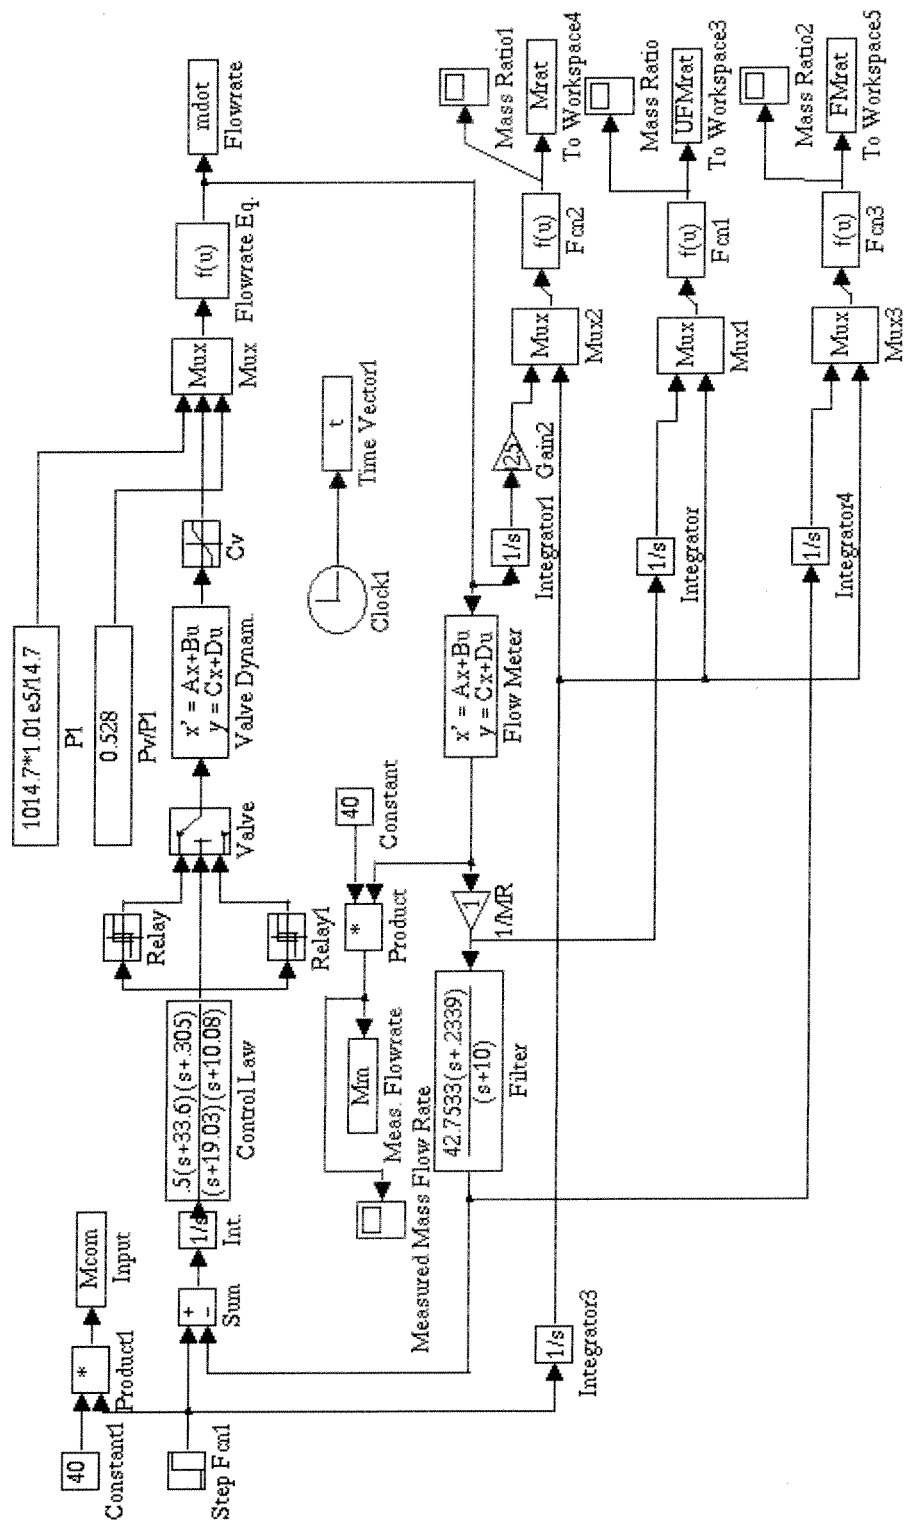 40
Constant1
*
Product1
Mcom
Input
Step Fcn1
+
−
Sum
1/s
Int.
.5(s+33.6)(s+.305)
(s+19.03)(s+10.08)
Control Law
Relay
Relay1
Valve
1014.7*1.01e5/14.7
P1
0.528
Pv/P1
x' = Ax+Bu
y = Cx+Du
Valve Dynam.
Cv
Mux
Mux
f(u)
Flowrate Eq.
mdot
Flowrate
Clock1
t
Time Vector1
40
Constant
*
Product
Mm
Meas. Flowrate
Measured Mass Flow Rate
42.7533(s+.2339)
(s+10)
Filter
1
1/MR
x' = Ax+Bu
y = Cx+Du
Flow Meter
1/s
Integrator1
.25
Gain2
Mux
Mux2
f(u)
Fcn2
Mass Ratio1
Mrat
To Workspace4
1/s
Integrator
Mux
Mux1
f(u)
Fcn1
Mass Ratio
UFMrat
To Workspace3
1/s
Integrator4
Mux
Mux3
f(u)
Fcn3
Mass Ratio2
FMrat
To Workspace5
1/s
Integrator3